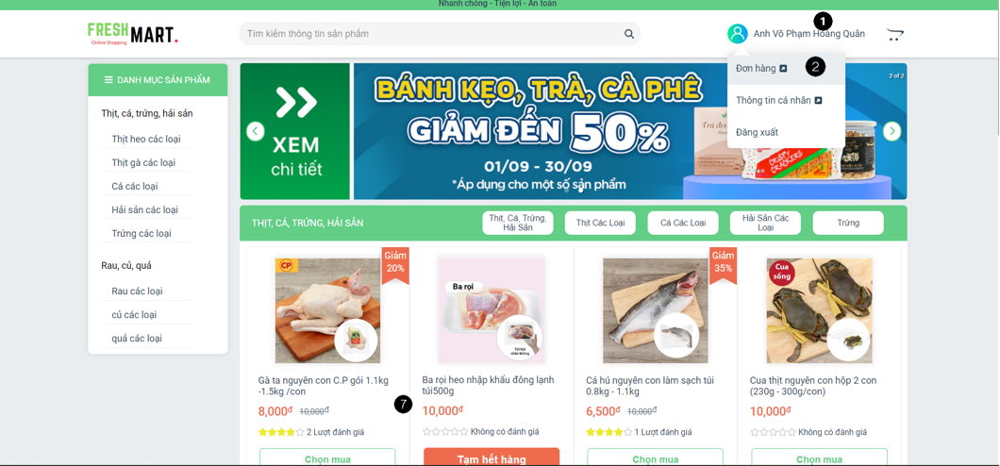 Nhanh chóng - Tiện lợi - An toàn
FRESH MART.
Online Shopping
Tìm kiếm thông tin sản phẩm
Anh Võ Phạm Hoàng Quân
1
Đơn hàng
2
Thông tin cá nhân
Đăng xuất
DANH MỤC SẢN PHẨM
Thịt, cá, trứng, hải sản
Thịt heo các loại
Thịt gà các loại
Cá các loại
Hải sản các loại
Trứng các loại
Rau, củ, quả
Rau các loại
củ các loại
quả các loại
XEM
chi tiết
BÁNH KẸO, TRÀ, CÀ PHÊ
GIẢM ĐẾN 50%
01/09 - 30/09
*Áp dụng cho một số sản phẩm
2 of 2
CRISPY
CRACKERS
THỊT, CÁ, TRỨNG, HẢI SẢN
Thịt, Cá, Trứng,
Hải Sản
Thịt Các Loại
Cá Các Loại
Hải Sản Các
Loại
Trứng
CP
Giảm
20%
Gà ta nguyên con C.P gói 1.1kg
-1.5kg /con
8,000đ 10,000đ
7
2 Lượt đánh giá
Chọn mua
Ba rọi
Túi hút
chân không
Ba rọi heo nhập khẩu đông lạnh
túi500g
10,000đ
Không có đánh giá
Tạm hết hàng
Giảm
35%
Cá hú nguyên con làm sạch túi
0.8kg - 1.1kg
6,500đ 10,000đ
1 Lượt đánh giá
Chọn mua
Cua
sống
Cua thịt nguyên con hộp 2 con
(230g - 300g/con)
10,000đ
Không có đánh giá
Chọn mua